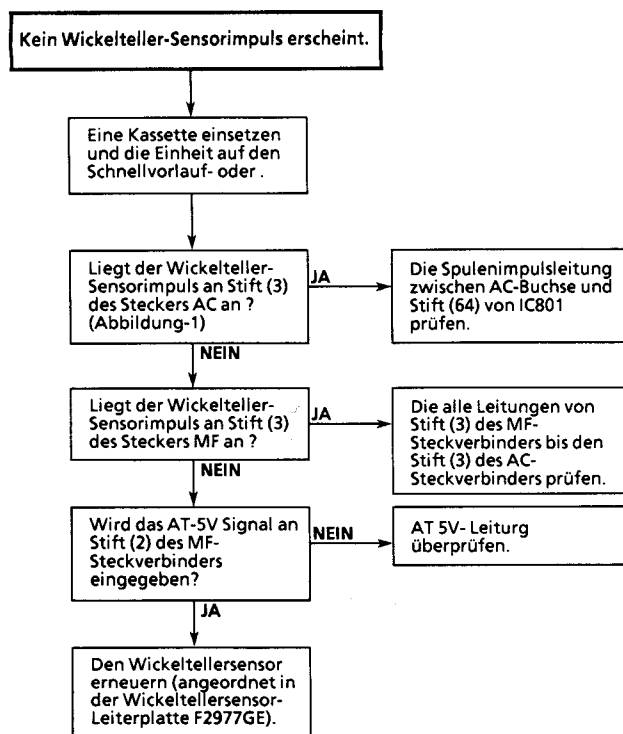 Kein Wickelteller-Sensorimpuls erscheint.
Eine Kassette einsetzen
und die Einheit auf den
Schnellvorlauf- oder .
Liegt der Wickelteller-
Sensorimpuls an Stift (3)
des Steckers AC an ?
(Abbildung-1)
JA
Die Spulenimpulsleitung
zwischen AC-Buchse und
Stift (64) von IC801
prüfen.
NEIN
Liegt der Wickelteller-
Sensorimpuls an Stift (3)
des Steckers MF an ?
JA
Die alle Leitungen von
Stift (3) des MF-
Steckverbinders bis den
Stift (3) des AC-
Steckverbinders prüfen.
NEIN
Wird das AT-5V Signal an
Stift (2) des MF-
Steckverbinders
eingegeben?
NEIN
AT 5V- Leiturg
überprüfen.
JA
Den Wickeltellersensor
erneuern (angeordnet in
der Wickeltellersensor-
Leiterplatte F2977GE).